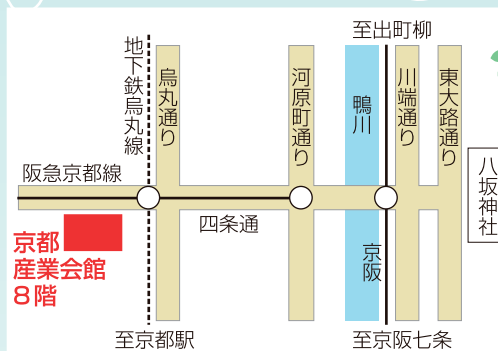 至出町柳
地下鉄烏丸線
烏丸通り
河原町通り
鴨川
川端通り
東大路通り
阪急京都線
八坂神社
四条通
京都
産業会館
8階
京阪
至京都駅
至京阪七条